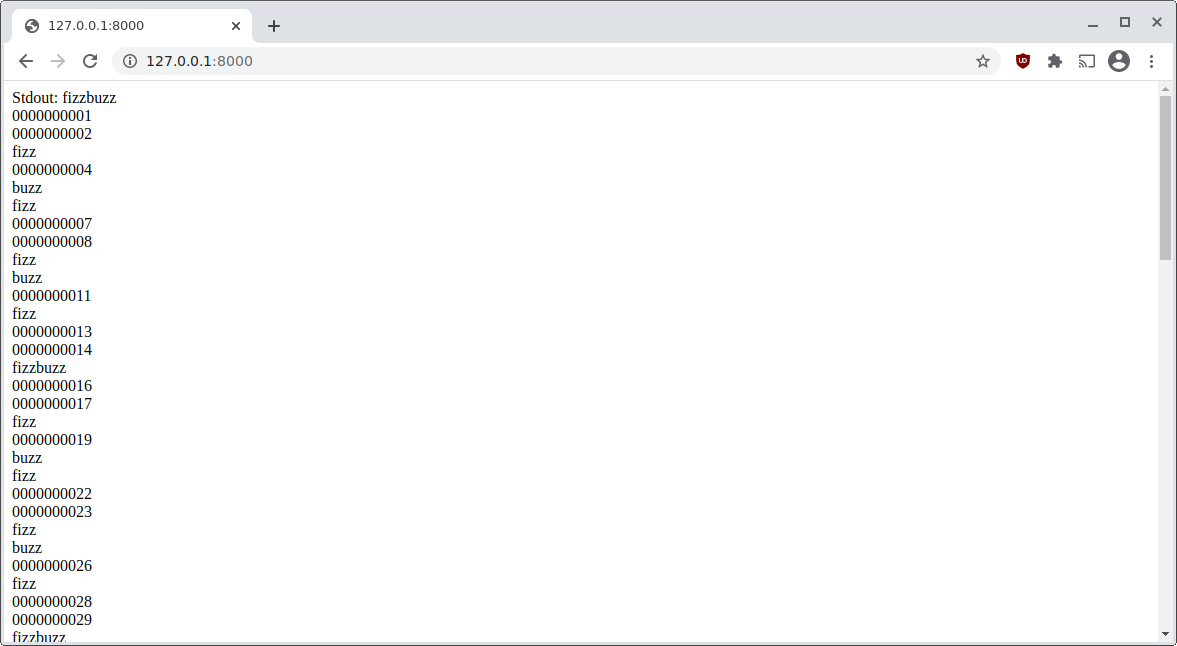 127.0.0.1:8000
127.0.0.1:8000
Stdout: fizzbuzz
0000000001
0000000002
fizz
0000000004
buzz
fizz
0000000007
0000000008
fizz
buzz
0000000011
fizz
0000000013
0000000014
fizzbuzz
0000000016
0000000017
fizz
0000000019
buzz
fizz
0000000022
0000000023
fizz
buzz
0000000026
fizz
0000000028
0000000029
fizzbuzz